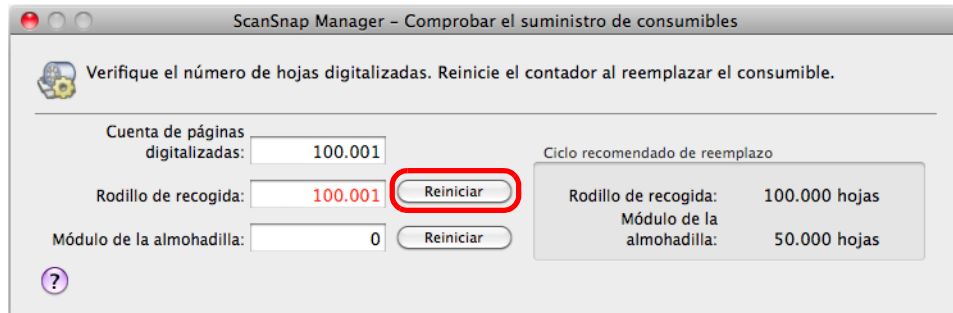 ScanSnap Manager – Comprobar el suministro de consumibles
Verifique el número de hojas digitalizadas. Reinicie el contador al reemplazar el consumible.
Cuenta de páginas
digitalizadas: 100.001
Rodillo de recogida: 100.001 Reiniciar
Módulo de la almohadilla: 0 Reiniciar
Ciclo recomendado de reemplazo
Rodillo de recogida: 100.000 hojas
Módulo de la
almohadilla: 50.000 hojas
?